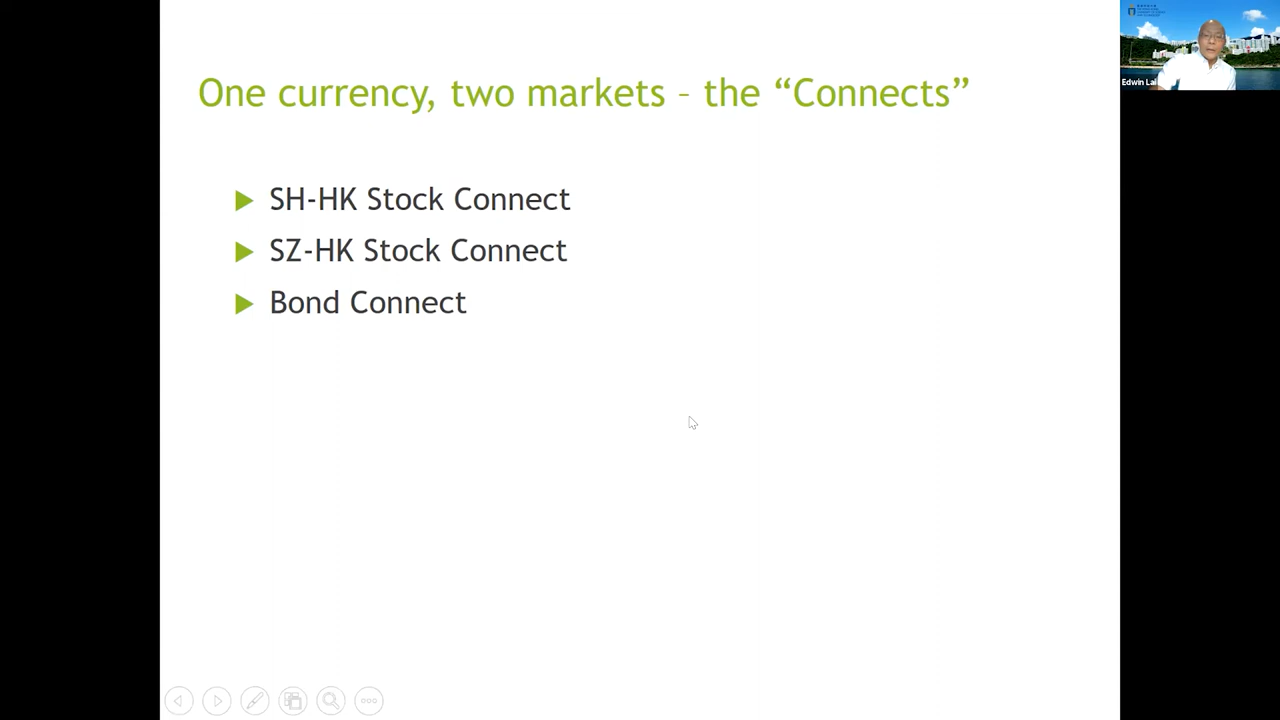 One currency, two markets – the “Connects”
SH-HK Stock Connect
SZ-HK Stock Connect
Bond Connect
Edwin Lai